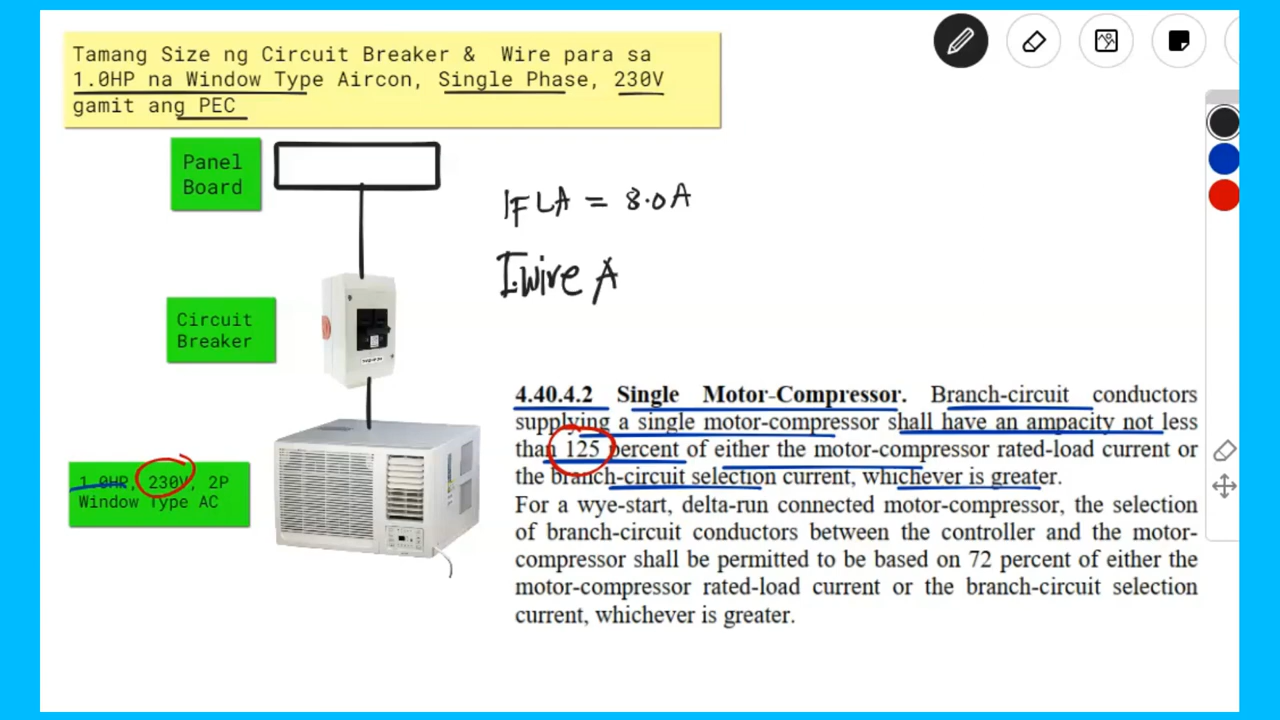 Tamang Size ng Circuit Breaker & Wire para sa
1.0HP na Window Type Aircon, Single Phase, 230V
gamit ang PEC
Panel
Board
IFLA = 8.0A
I.wire A
Circuit
Breaker
4.40.4.2 Single Motor-Compressor. Branch-circuit conductors
supplying a single motor-compressor shall have an ampacity not less
than 125 percent of either the motor-compressor rated-load current or
the branch-circuit selection current, whichever is greater.
For a wye-start, delta-run connected motor-compressor, the selection
of branch-circuit conductors between the controller and the motor-
compressor shall be permitted to be based on 72 percent of either the
motor-compressor rated-load current or the branch-circuit selection
current, whichever is greater.
1.0HP, 230V, 2P
Window Type AC